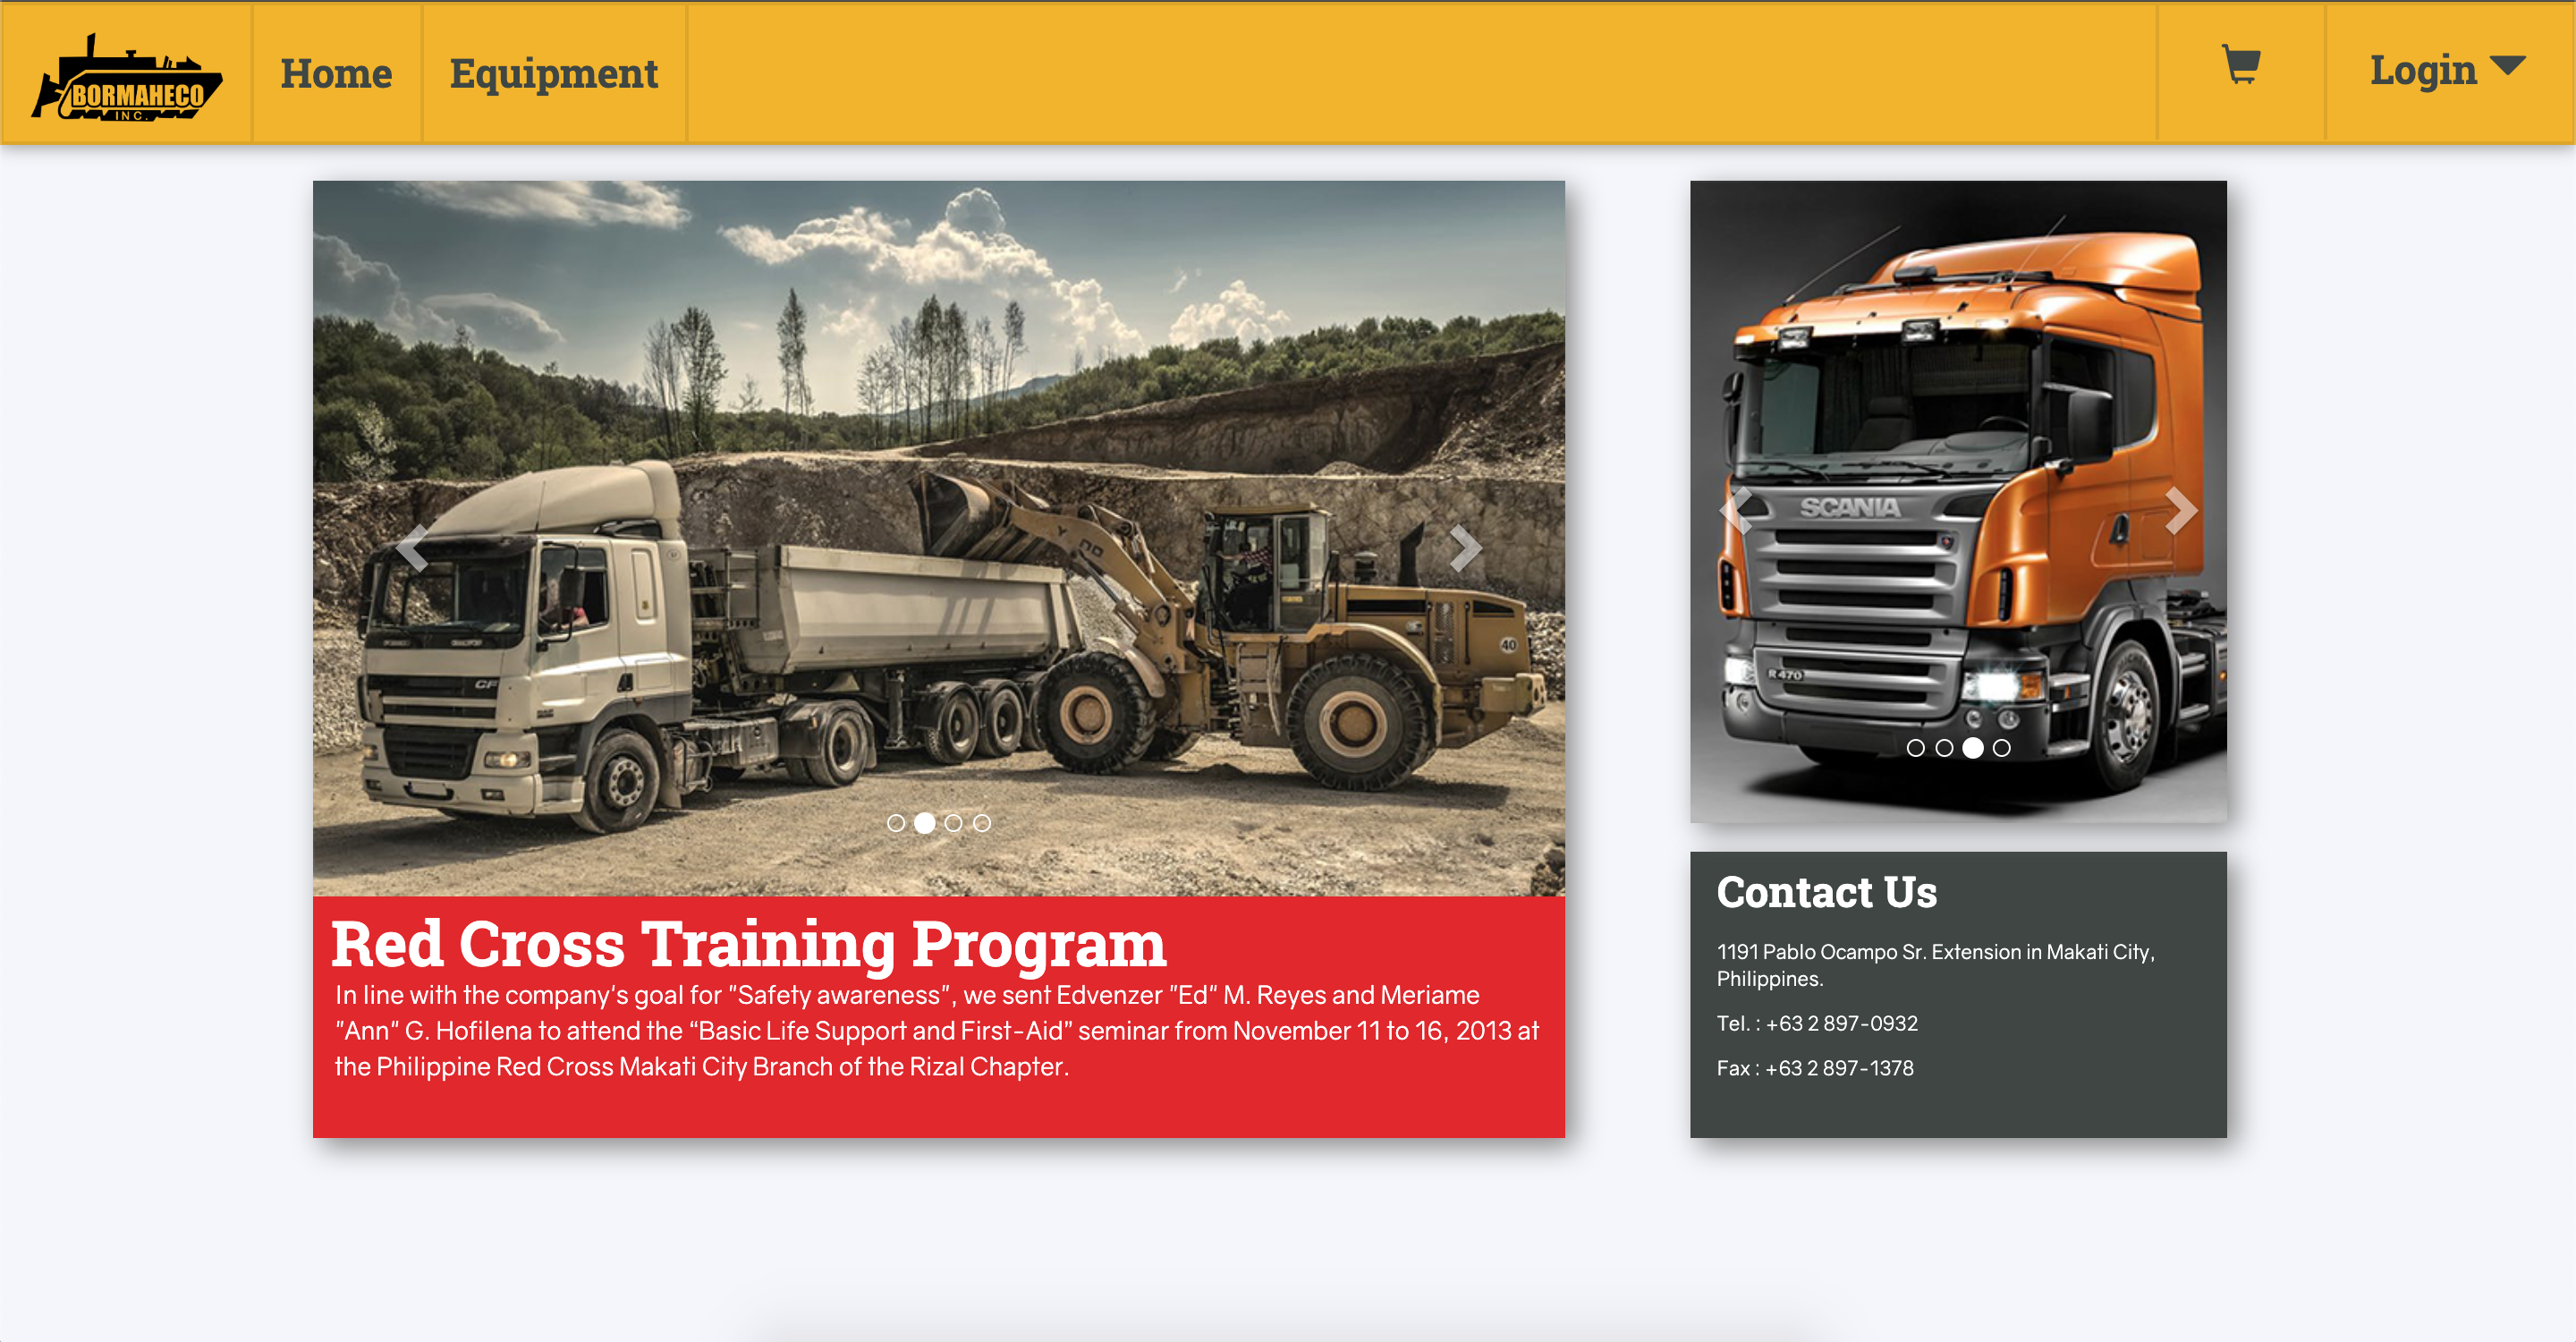 BORMAHECO
INC.
Home
Equipment
Login
CF
40
SCANIA
R 470
Red Cross Training Program
In line with the company's goal for "Safety awareness", we sent Edvenzer "Ed" M. Reyes and Meriame
"Ann" G. Hofilena to attend the “Basic Life Support and First-Aid” seminar from November 11 to 16, 2013 at
the Philippine Red Cross Makati City Branch of the Rizal Chapter.
Contact Us
1191 Pablo Ocampo Sr. Extension in Makati City,
Philippines.
Tel. : +63 2 897-0932
Fax : +63 2 897-1378